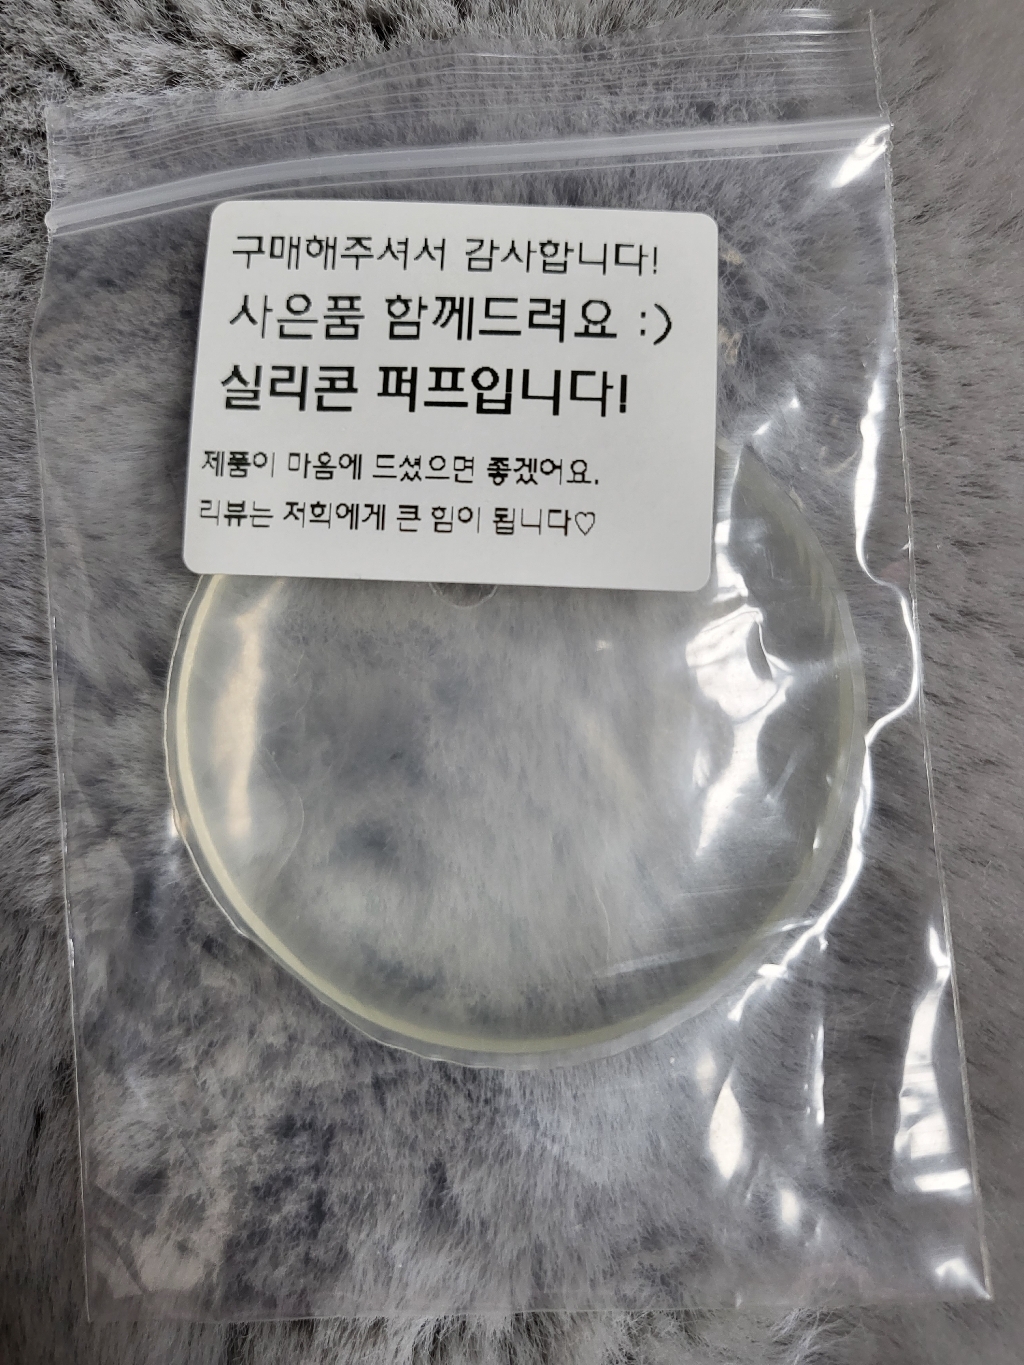 구매해주셔서 감사합니다!
사은품 함께드려요 :)
실리콘 퍼프입니다!
제품이 마음에 드셨으면 좋겠어요.
리뷰는 저희에게 큰 힘이 됩니다♡